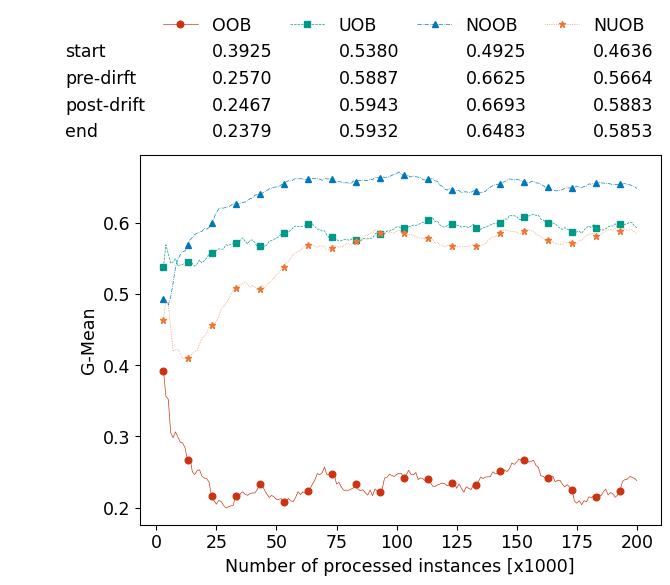 OOB UOB NOOB NUOB
start 0.3925 0.5380 0.4925 0.4636
pre-dirft 0.2570 0.5887 0.6625 0.5664
post-drift 0.2467 0.5943 0.6693 0.5883
end 0.2379 0.5932 0.6483 0.5853
0.6
0.5
0.4
0.3
0.2
G-Mean
0 25 50 75 100 125 150 175 200
Number of processed instances [x1000]